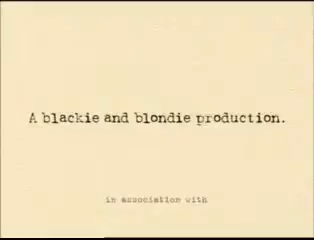 A blackie and blondie production.
in association with